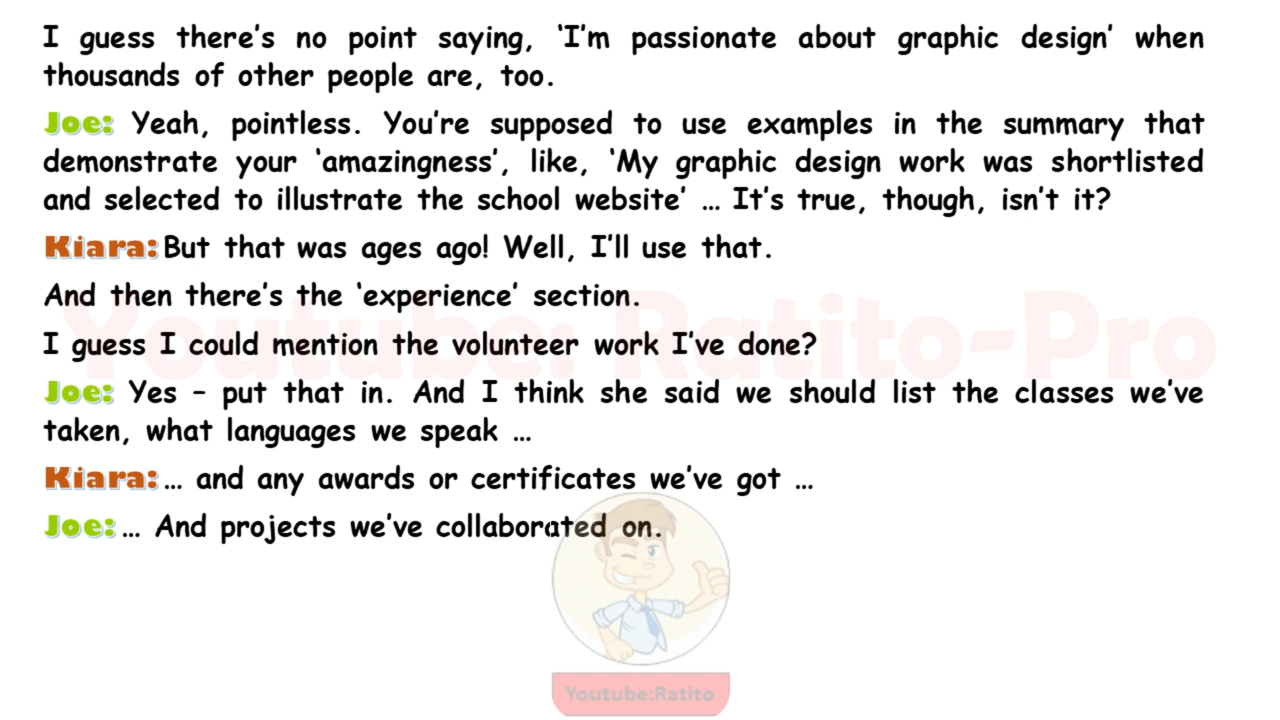 I guess there's no point saying, 'I'm passionate about graphic design' when
thousands of other people are, too.
Joe: Yeah, pointless. You're supposed to use examples in the summary that
demonstrate your 'amazingness', like, 'My graphic design work was shortlisted
and selected to illustrate the school website' … It's true, though, isn't it?
Kiara: But that was ages ago! Well, I'll use that.
And then there's the 'experience' section.
Youtube: Ratito-Pro
I guess I could mention the volunteer work I've done?
Joe: Yes – put that in. And I think she said we should list the classes we've
taken, what languages we speak …
Kiara: … and any awards or certificates we've got …
Joe: … And projects we've collaborated on.
Youtube:Ratito